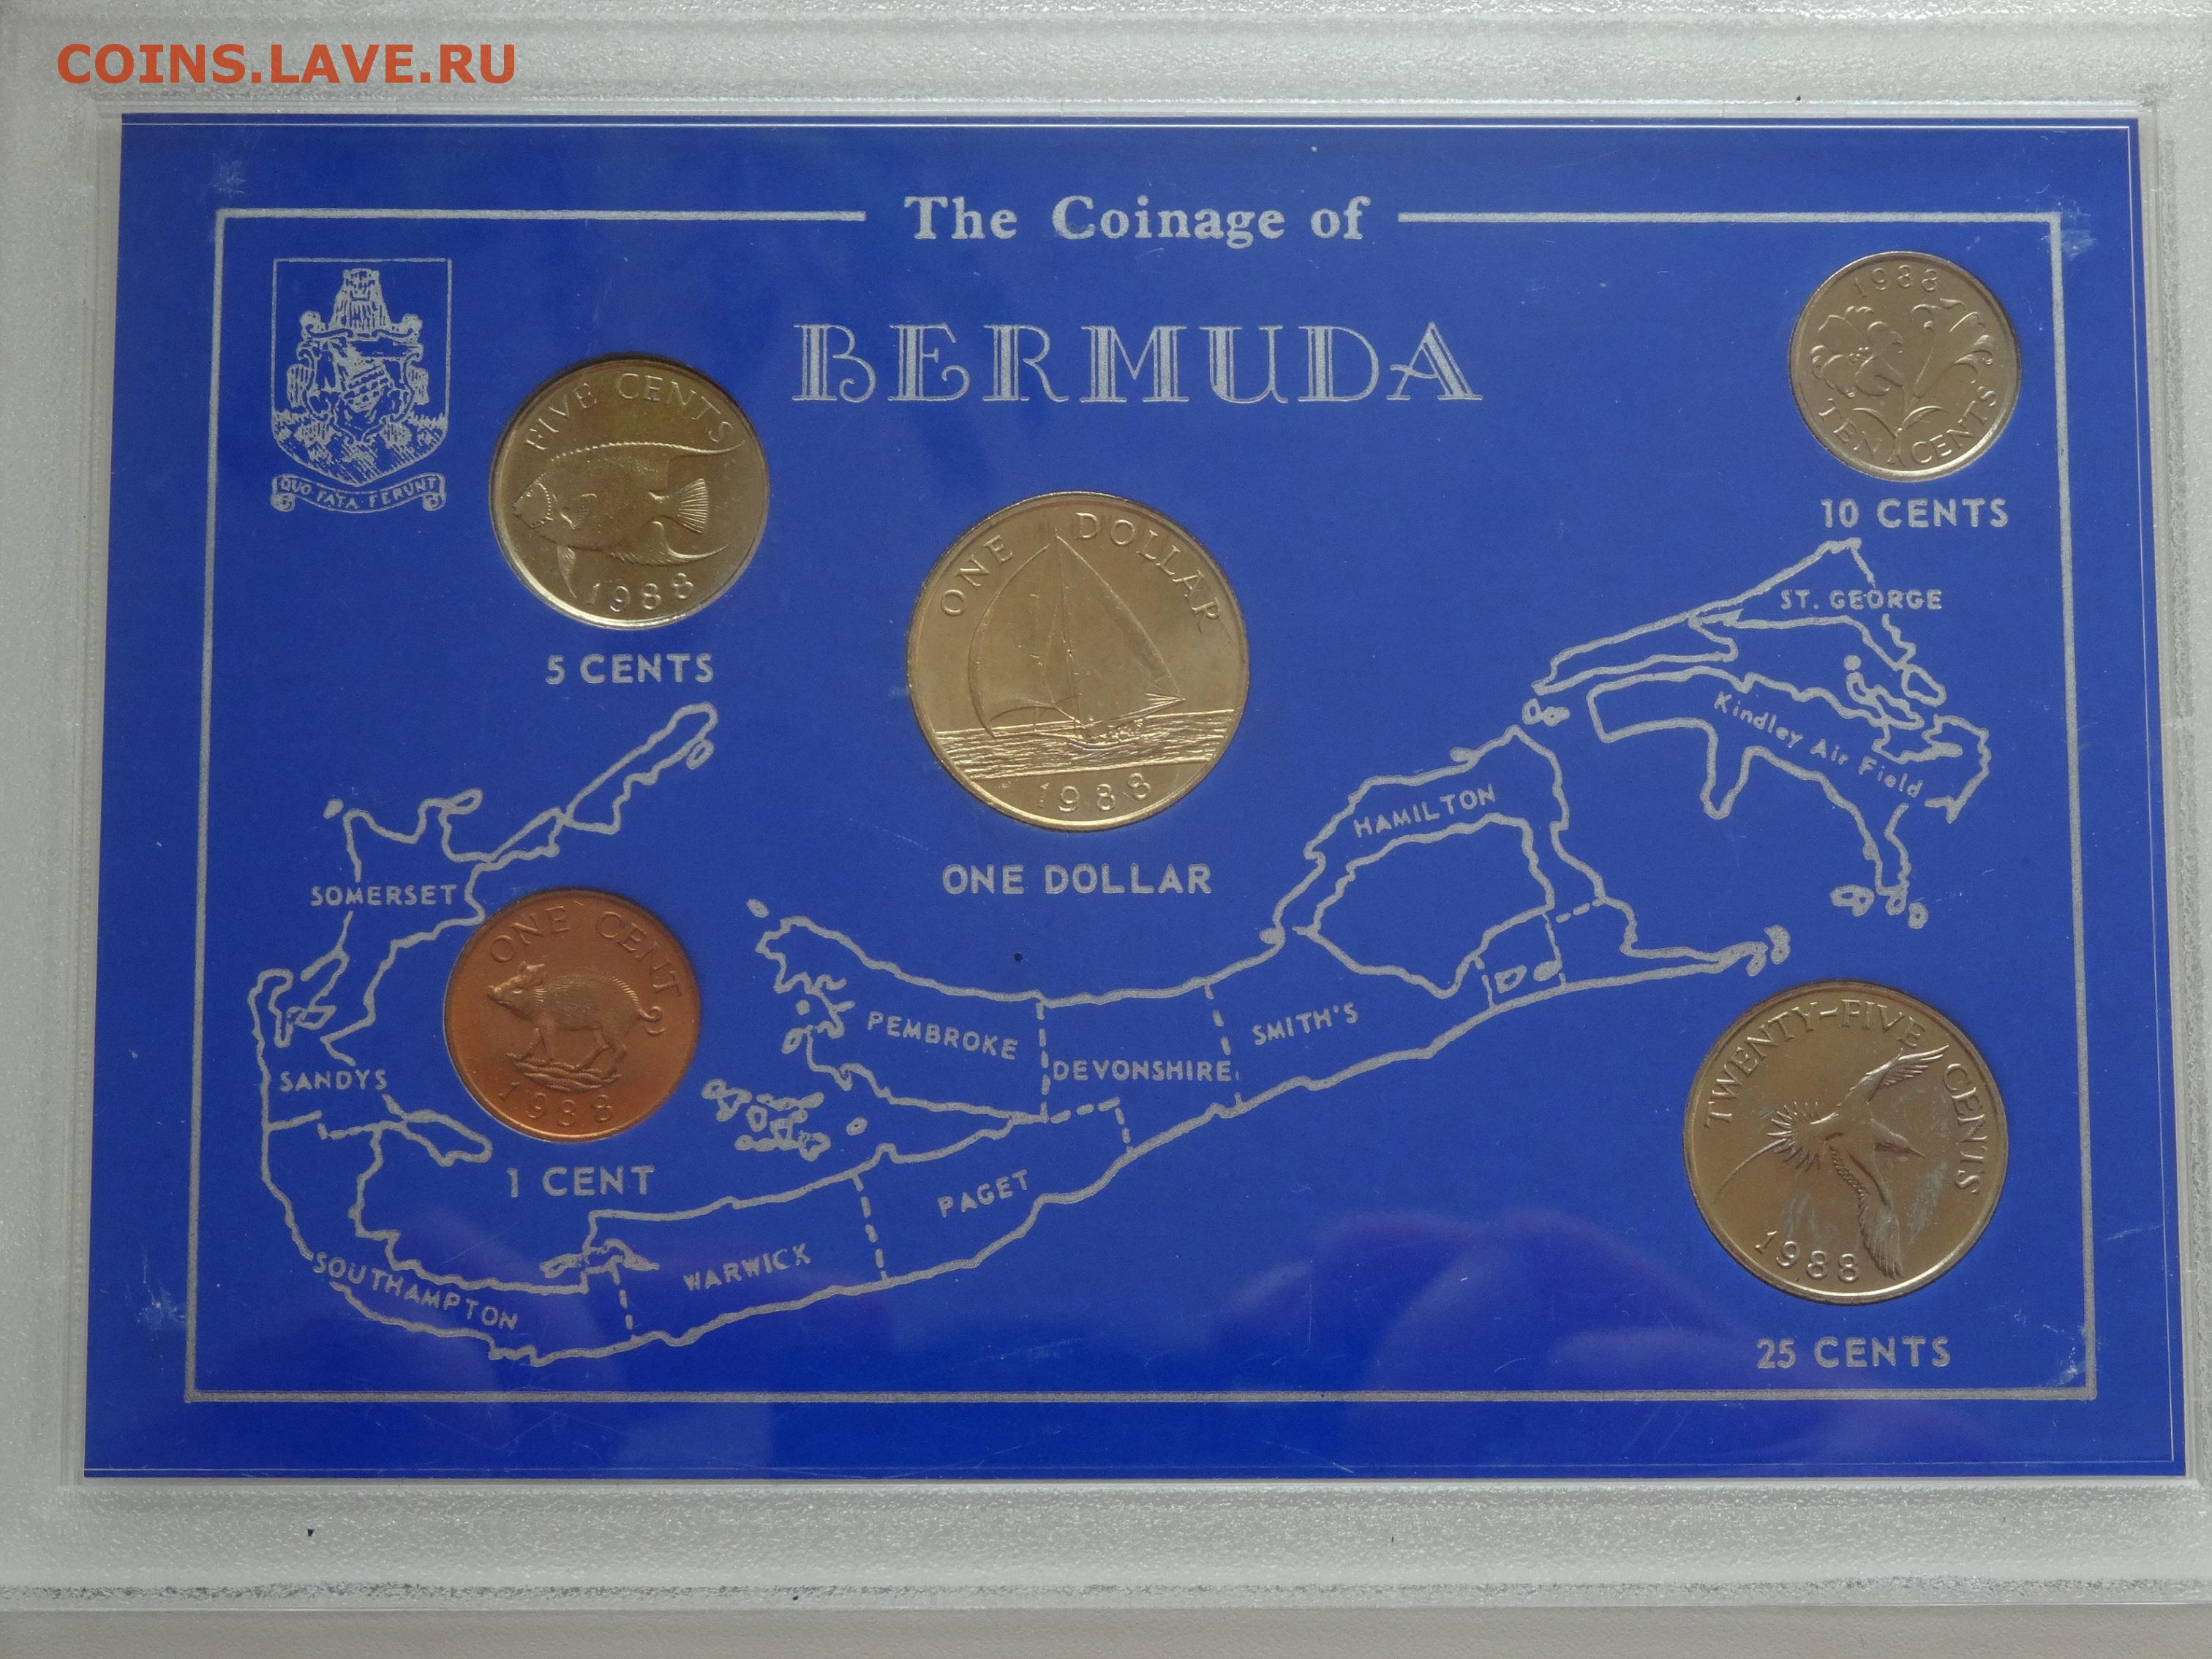 COINS.LAVE.RU
The Coinage of
BERMUDA
QUO FATA FERUNT
FIVE CENTS
1988
5 CENTS
ONE DOLLAR
1988
ONE DOLLAR
1988
TEN CENTS
10 CENTS
ST. GEORGE
Kindley Air Field
HAMILTON
SOMERSET
ONE CENT
1988
1 CENT
SANDYS
PEMBROKE
DEVONSHIRE
SMITH'S
PAGET
WARWICK
SOUTHAMPTON
TWENTY-FIVE CENTS
1988
25 CENTS